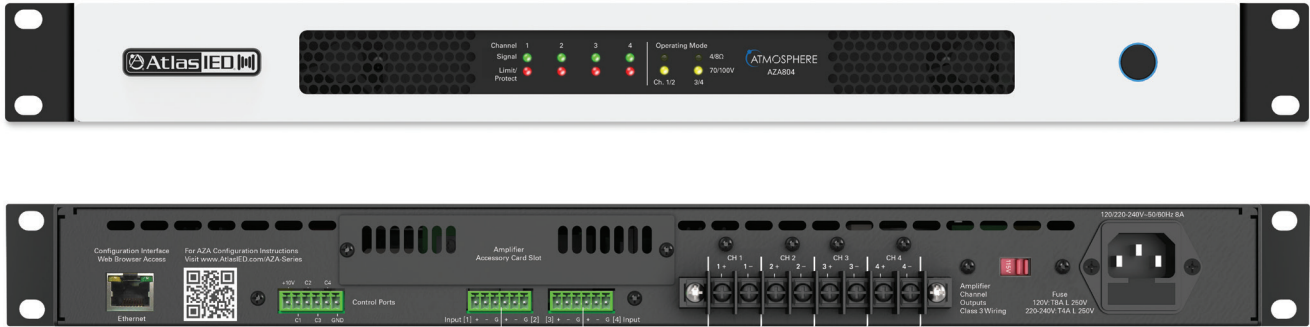 Channel 1 2 3 4
Signal
Limit/
Protect
Operating Mode
4/8Ω
70/100V
Ch. 1/2 3/4
AtlasIED
ATMOSPHERE
AZA804
120/220-240V~50/60Hz 8A
Configuration Interface
Web Browser Access
For AZA Configuration Instructions
Visit www.AtlasIED.com/AZA-Series
Amplifier
Accessory Card Slot
CH 1 CH 2 CH 3 CH 4
1 + 1 – 2 + 2 – 3 + 3 – 4 + 4 –
+10V C2 C4
Control Ports
C1 C3 GND
Ethernet
Input [1] + – G + – G [2]
[3] + – G + – G [4] Input
115V
Amplifier
Channel
Outputs
Class 3 Wiring
Fuse
120V: T8A L 250V
220-240V: T4A L 250V